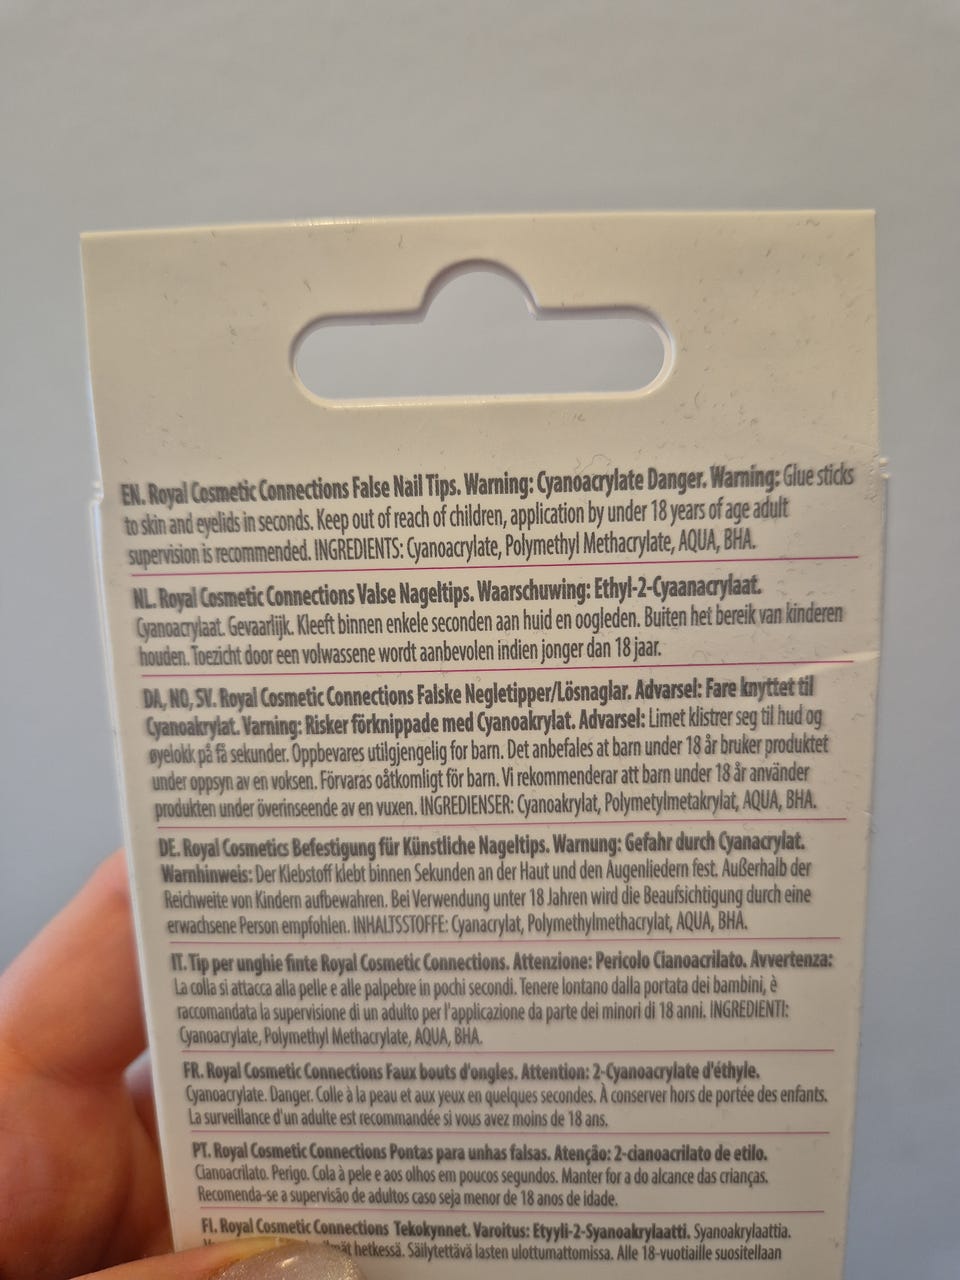 EN. Royal Cosmetic Connections False Nail Tips. Warning: Cyanoacrylate Danger. Warning: Glue sticks
to skin and eyelids in seconds. Keep out of reach of children, application by under 18 years of age adult
supervision is recommended. INGREDIENTS: Cyanoacrylate, Polymethyl Methacrylate, AQUA, BHA.
NL. Royal Cosmetic Connections Valse Nageltips. Waarschuwing: Ethyl-2-Cyaanacrylaat.
Cyanoacrylaat. Gevaarlijk. Kleeft binnen enkele seconden aan huid en oogleden. Buiten het bereik van kinderen
houden. Toezicht door een volwassene wordt aanbevolen indien jonger dan 18 jaar.
DA, NO, SV. Royal Cosmetic Connections Falske Negletipper/Lösnaglar. Advarsel: Fare knyttet til
Cyanoakrylat. Varning: Risker förknippade med Cyanoakrylat. Advarsel: Limet klistrer seg til hud og
øyelokk på få sekunder. Oppbevares utilgjengelig for barn. Det anbefales at barn under 18 år bruker produktet
under oppsyn av en voksen. Förvaras oåtkomligt för barn. Vi rekommenderar att barn under 18 år använder
produkten under överinseende av en vuxen. INGREDIENSER: Cyanoakrylat, Polymetylmetakrylat, AQUA, BHA.
DE. Royal Cosmetics Befestigung für Künstliche Nageltips. Warnung: Gefahr durch Cyanacrylat.
Warnhinweis: Der Klebstoff klebt binnen Sekunden an der Haut und den Augenliedern fest. Außerhalb der
Reichweite von Kindern aufbewahren. Bei Verwendung unter 18 Jahren wird die Beaufsichtigung durch eine
erwachsene Person empfohlen. INHALTSSTOFFE: Cyanacrylat, Polymethylmethacrylat, AQUA, BHA.
IT. Tip per unghie finte Royal Cosmetic Connections. Attenzione: Pericolo Cianoacrilato. Avvertenza:
La colla si attacca alla pelle e alle palpebre in pochi secondi. Tenere lontano dalla portata dei bambini, è
raccomandata la supervisione di un adulto per l'applicazione da parte dei minori di 18 anni. INGREDIENTI:
Cyanoacrylate, Polymethyl Methacrylate, AQUA, BHA.
FR. Royal Cosmetic Connections Faux bouts d'ongles. Attention: 2-Cyanoacrylate d'éthyle.
Cyanoacrylate. Danger. Colle à la peau et aux yeux en quelques secondes. À conserver hors de portée des enfants.
La surveillance d'un adulte est recommandée si vous avez moins de 18 ans.
PT. Royal Cosmetic Connections Pontas para unhas falsas. Atenção: 2-cianoacrilato de etilo.
Cianoacrilato. Perigo. Cola à pele e aos olhos em poucos segundos. Manter for a do alcance das crianças.
Recomenda-se a supervisão de adultos caso seja menor de 18 anos de idade.
FI. Royal Cosmetic Connections Tekokynnet. Varoitus: Etyyli-2-Syanoakrylaatti. Syanoakrylaattia.
hetkessä. Säilytettävä lasten ulottumattomissa. Alle 18-vuotiaille suositellaan